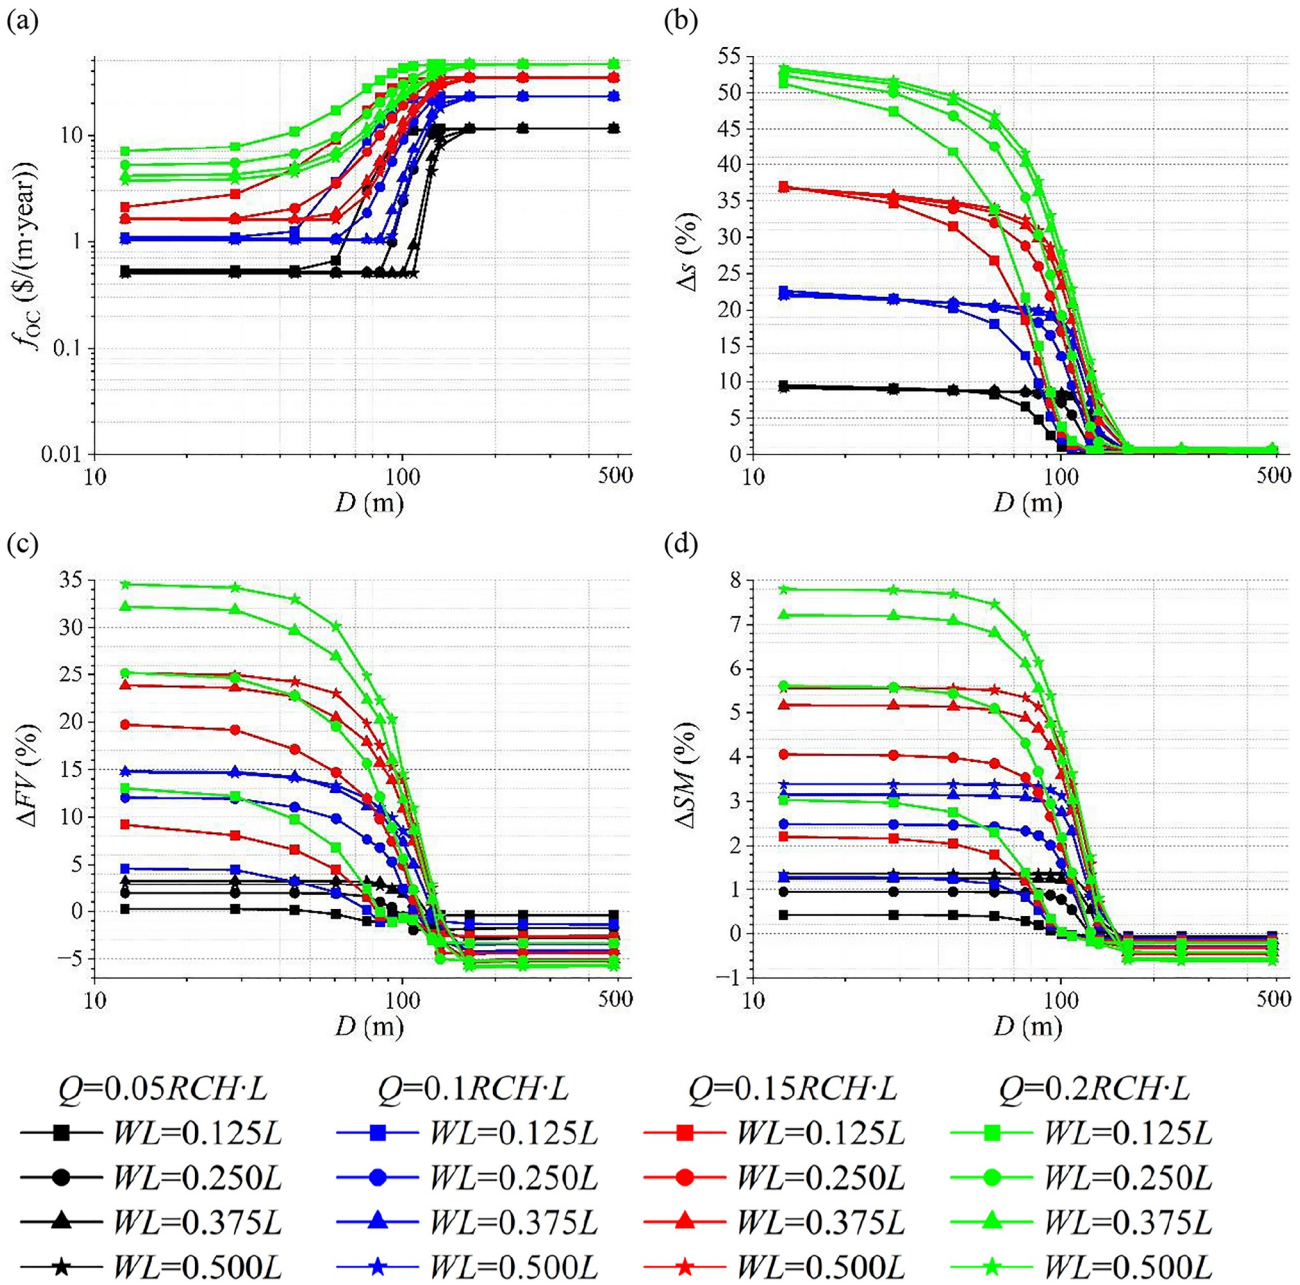 (a)
10
1
0.1
0.01
10 100 500
f_OC ($/(m·year))
D (m)
(b)
55
50
45
40
35
30
25
20
15
10
5
0
10 100 500
Δs (%)
D (m)
(c)
35
30
25
20
15
10
5
0
−5
10 100 500
ΔFV (%)
D (m)
(d)
8
7
6
5
4
3
2
1
0
−1
10 100 500
ΔSM (%)
D (m)
Q=0.05RCH·L Q=0.1RCH·L Q=0.15RCH·L Q=0.2RCH·L
WL=0.125L WL=0.125L WL=0.125L WL=0.125L
WL=0.250L WL=0.250L WL=0.250L WL=0.250L
WL=0.375L WL=0.375L WL=0.375L WL=0.375L
WL=0.500L WL=0.500L WL=0.500L WL=0.500L